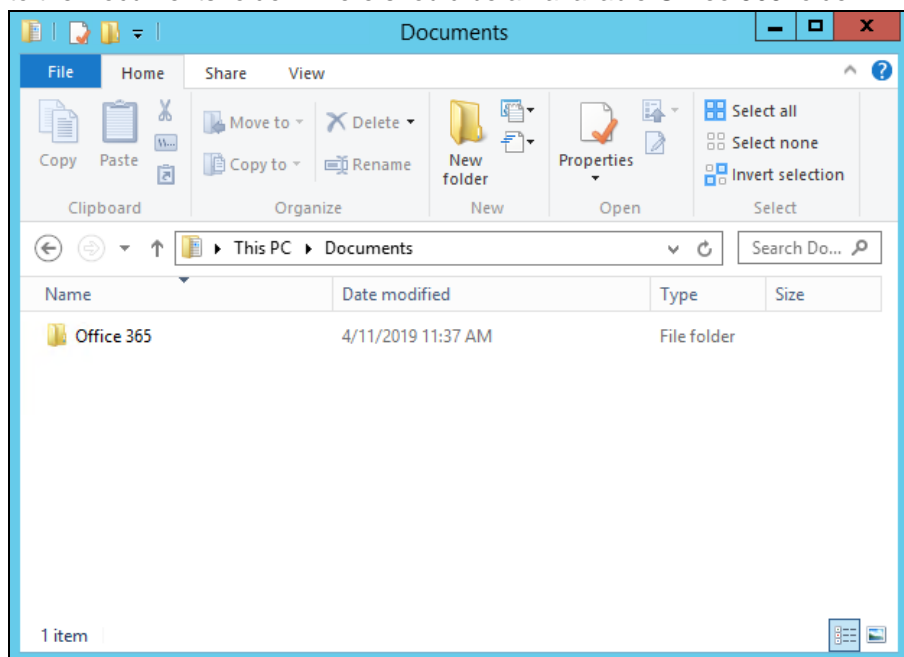 Documents
File Home Share View
Copy Paste Move to Copy to Delete Rename New folder Properties Select all Select none Invert selection
Clipboard Organize New Open Select
This PC Documents Search Do...
Name Date modified Type Size
Office 365 4/11/2019 11:37 AM File folder
1 item